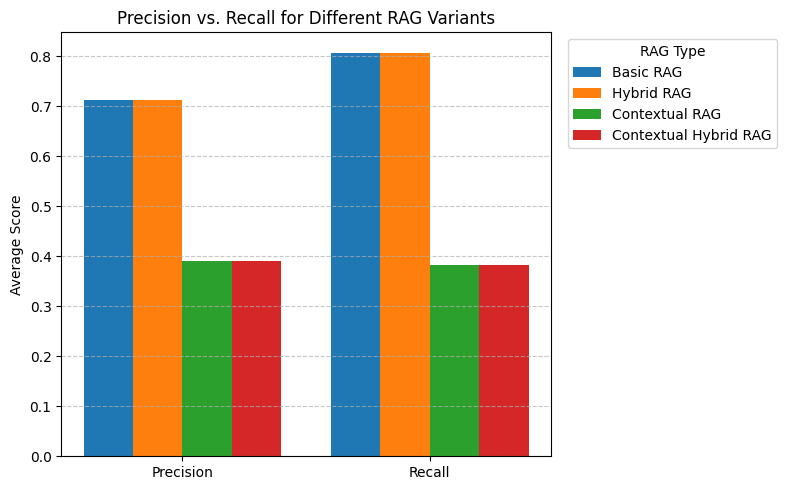 Precision vs. Recall for Different RAG Variants
RAG Type
Basic RAG
Hybrid RAG
Contextual RAG
Contextual Hybrid RAG
Average Score
0.8
0.7
0.6
0.5
0.4
0.3
0.2
0.1
0.0
Precision
Recall